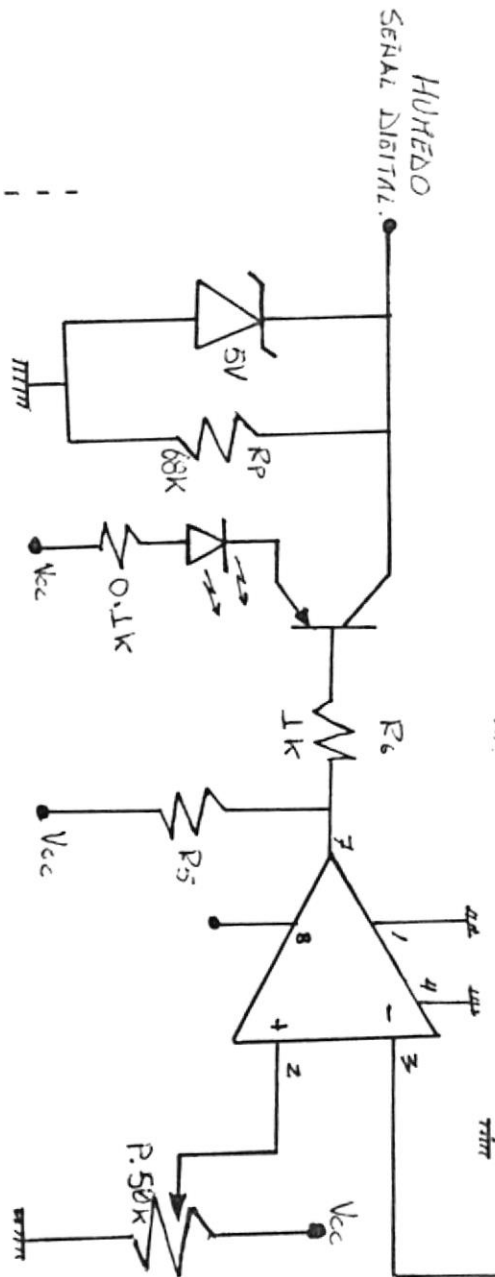 HUMEDO
SEÑAL DIGITAL.
5V
RP
68K
Vcc
0.1K
R6
1K
R5
Vcc
7
8
1
4
-
+
3
2
P.50K
Vcc